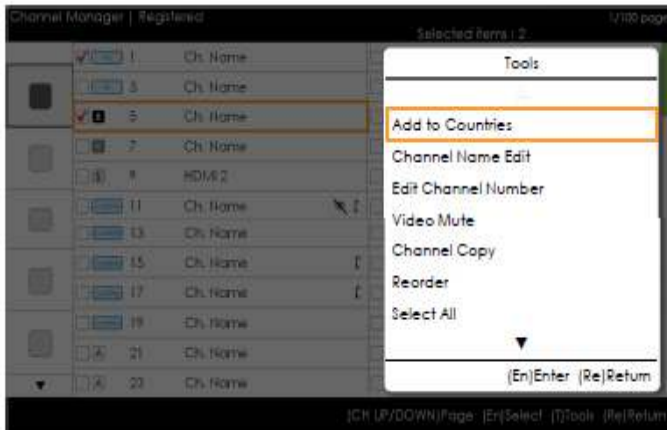 Channel Manager | Registered
1/100 page
Selected items : 2
1 Ch. Name
3 Ch. Name
5 Ch. Name
7 Ch. Name
9 HDMI 2
11 Ch. Name
13 Ch. Name
15 Ch. Name
17 Ch. Name
19 Ch. Name
A 21 Ch. Name
A 23 Ch. Name
Tools
Add to Countries
Channel Name Edit
Edit Channel Number
Video Mute
Channel Copy
Reorder
Select All
▼
(En)Enter (Re)Return
(CH UP/DOWN)Page (En)Select (T)Tools (Re)Return